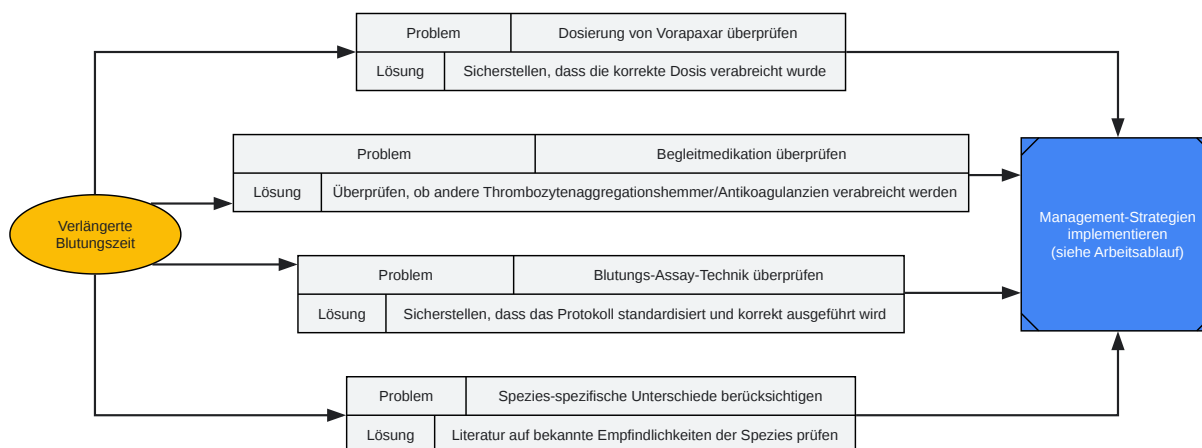 Problem
Dosierung von Vorapaxar überprüfen
Lösung
Sicherstellen, dass die korrekte Dosis verabreicht wurde
Problem
Begleitmedikation überprüfen
Lösung
Überprüfen, ob andere Thrombozytenaggregationshemmer/Antikoagulanzien verabreicht werden
Verlängerte
Blutungszeit
Management-Strategien
implementieren
(siehe Arbeitsablauf)
Problem
Blutungs-Assay-Technik überprüfen
Lösung
Sicherstellen, dass das Protokoll standardisiert und korrekt ausgeführt wird
Problem
Spezies-spezifische Unterschiede berücksichtigen
Lösung
Literatur auf bekannte Empfindlichkeiten der Spezies prüfen